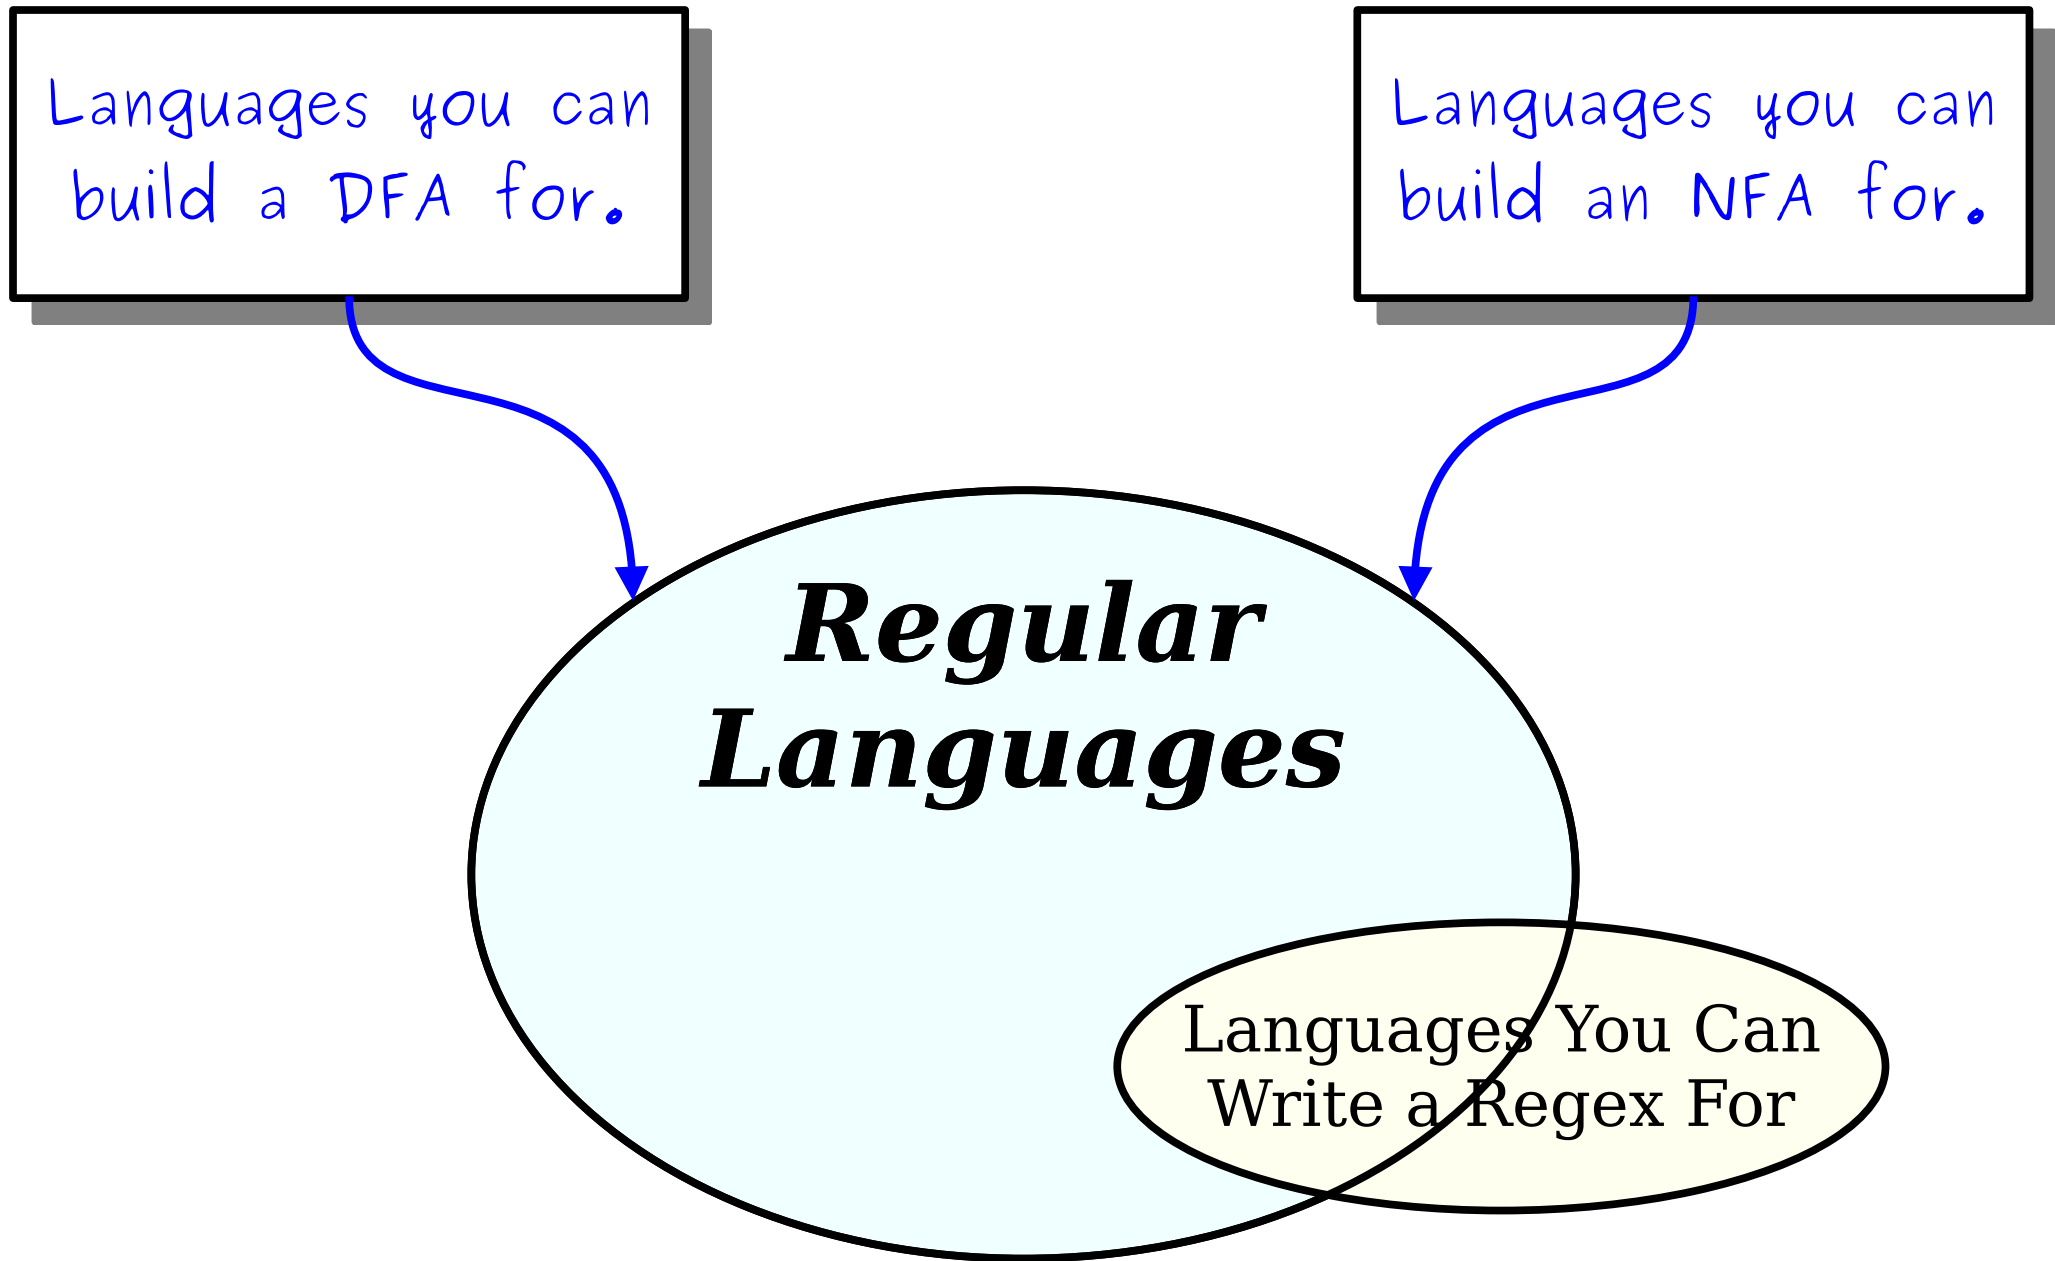 Languages you can
build a DFA for.
Languages you can
build an NFA for.
Regular
Languages
Languages You Can
Write a Regex For